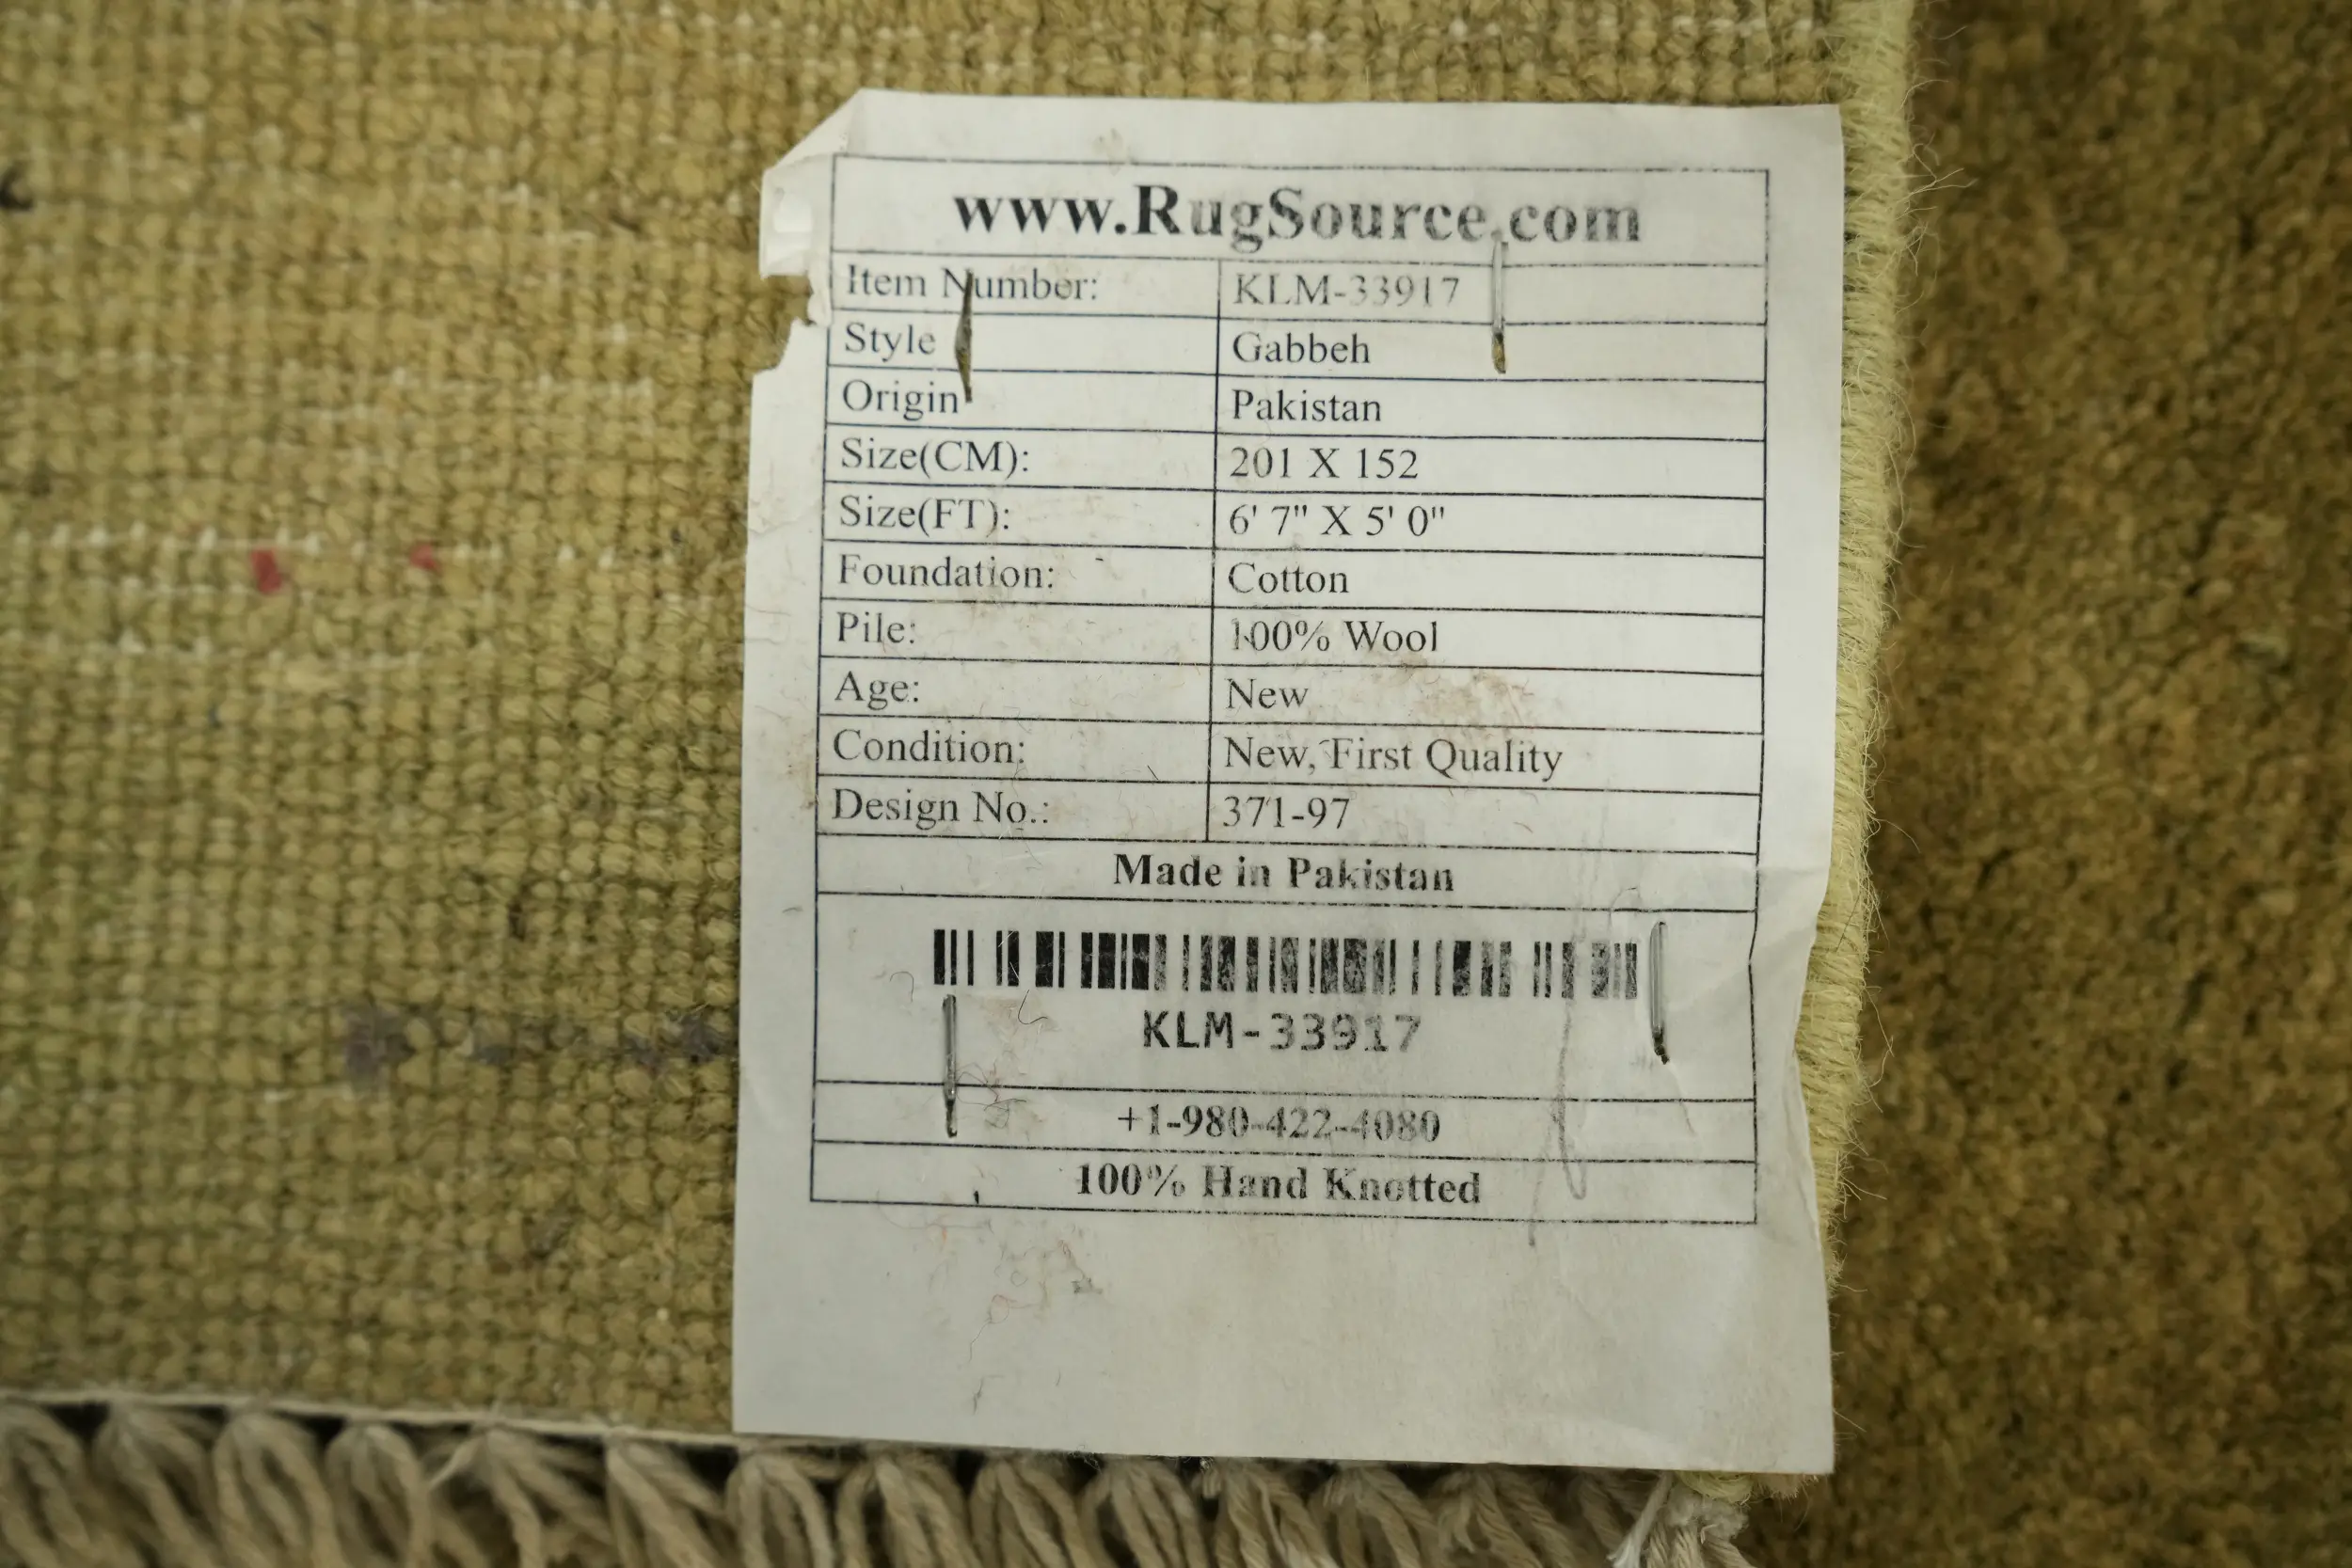 www.RugSource.com
Item Number: KLM-33917
Style Gabbeh
Origin Pakistan
Size(CM): 201 X 152
Size(FT): 6' 7" X 5' 0"
Foundation: Cotton
Pile: 100% Wool
Age: New
Condition: New, First Quality
Design No.: 371-97
Made in Pakistan
KLM-33917
+1-980-422-4080
100% Hand Knotted